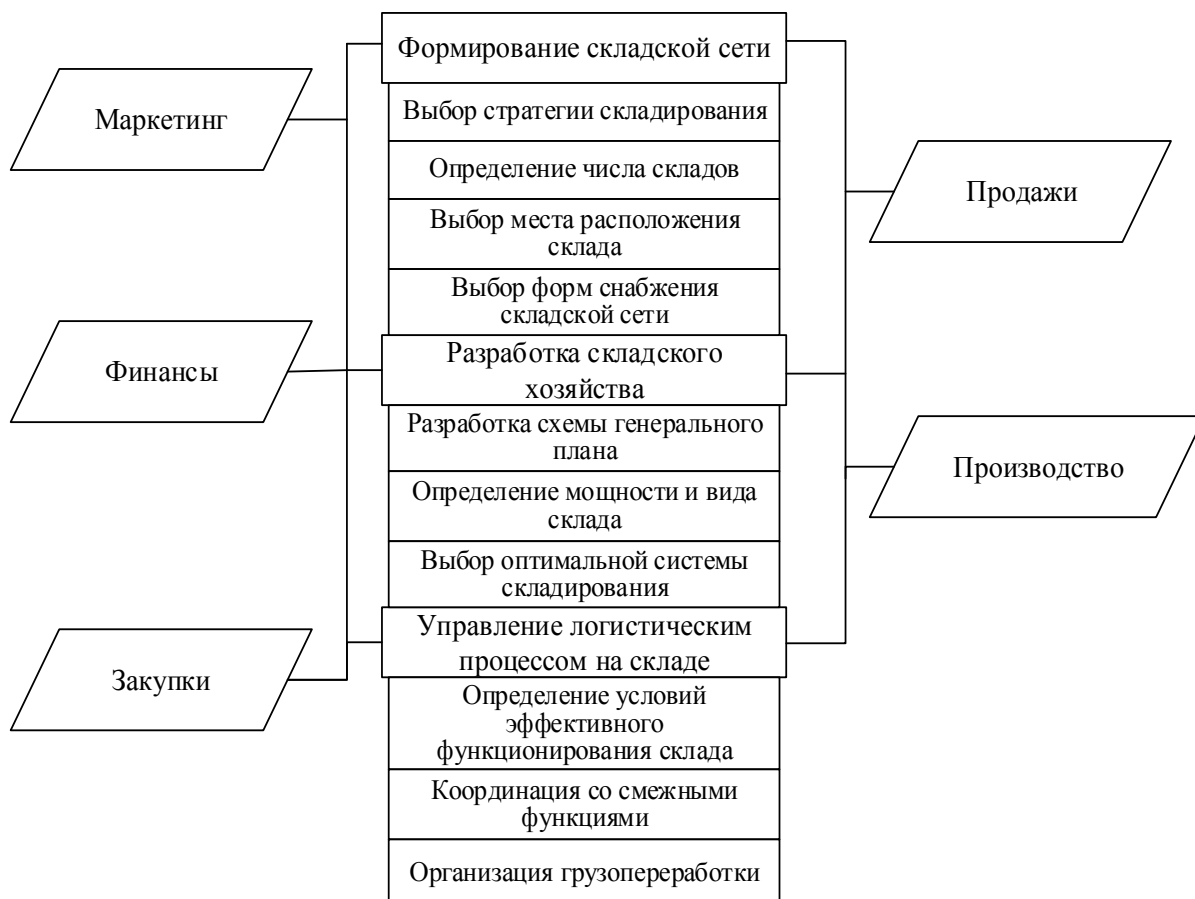 Формирование складской сети
Маркетинг
Выбор стратегии складирования
Определение числа складов
Продажи
Выбор места расположения
склада
Выбор форм снабжения
складской сети
Финансы
Разработка складского
хозяйства
Разработка схемы генерального
плана
Производство
Определение мощности и вида
склада
Выбор оптимальной системы
складирования
Закупки
Управление логистическим
процессом на складе
Определение условий
эффективного
функционирования склада
Координация со смежными
функциями
Организация грузопереработки